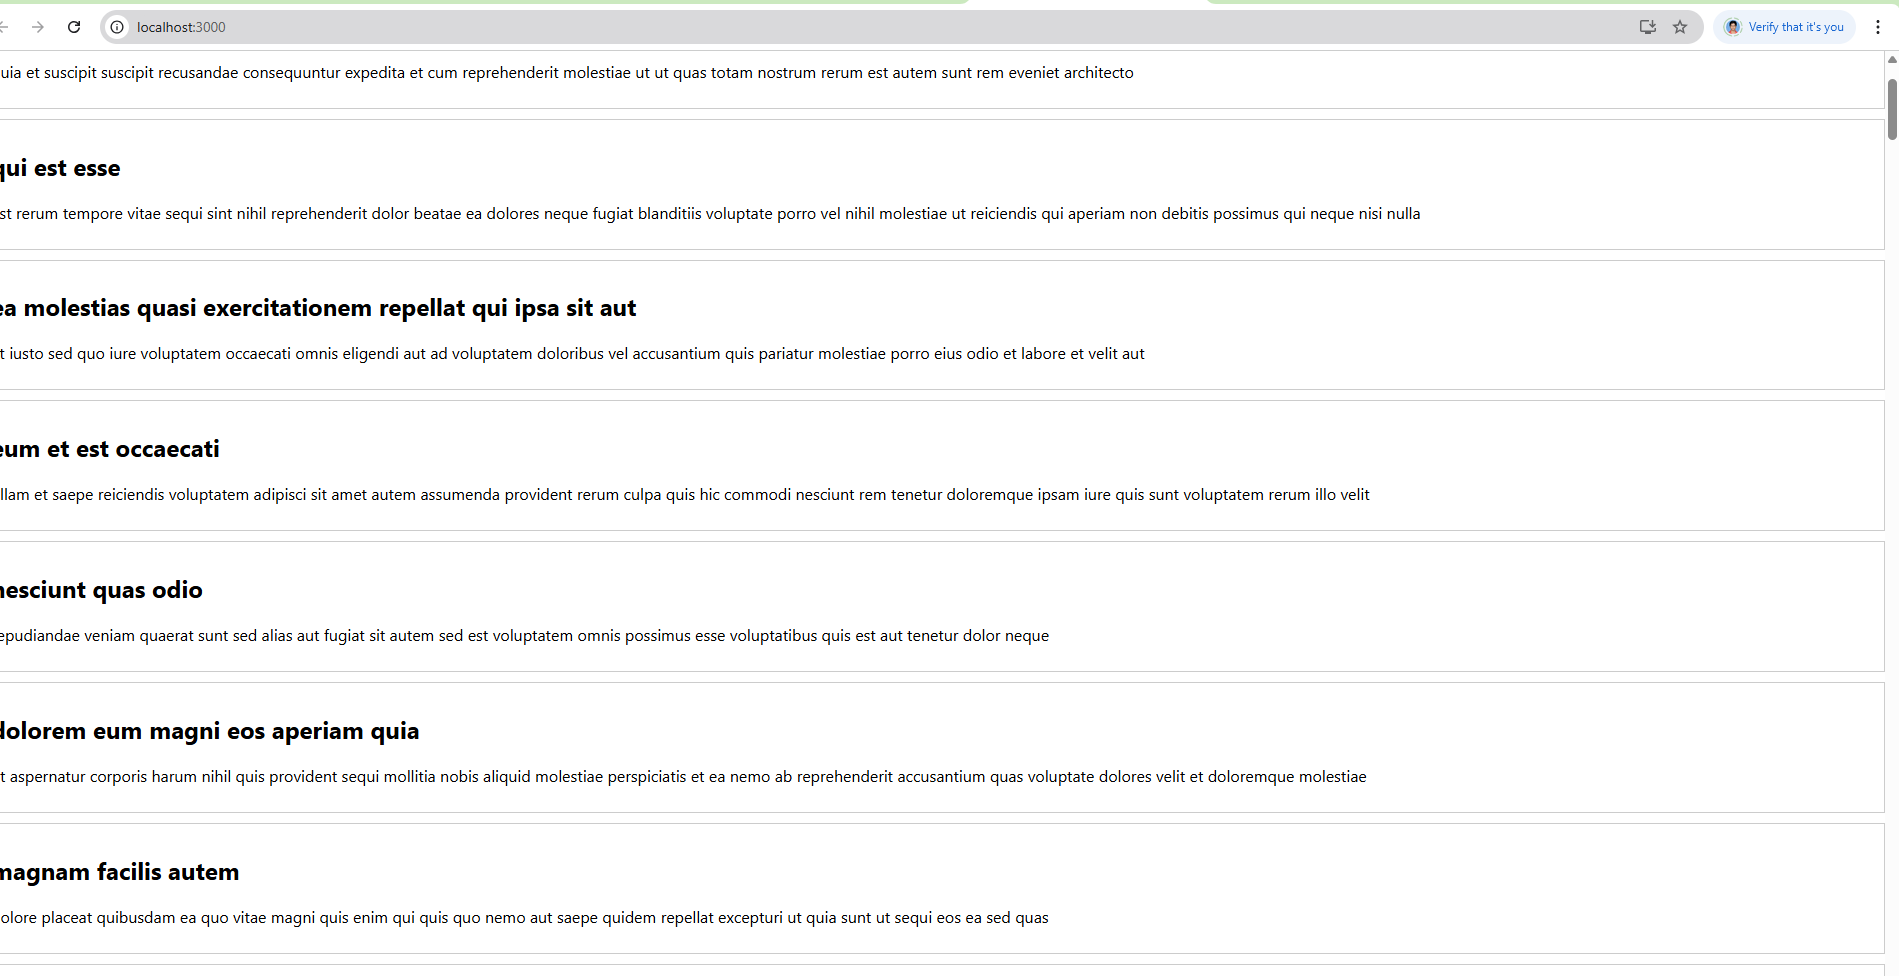 localhost:3000
Verify that it's you
et suscipit suscipit recusandae consequuntur expedita et cum reprehenderit molestiae ut ut quas totam nostrum rerum est autem sunt rem eveniet architecto
qui est esse
rerum tempore vitae sequi sint nihil reprehenderit dolor beatae ea dolores neque fugiat blanditiis voluptate porro vel nihil molestiae ut reiciendis qui aperiam non debitis possimus qui neque nisi nulla
ea molestias quasi exercitationem repellat qui ipsa sit aut
iusto sed quo iure voluptatem occaecati omnis eligendi aut ad voluptatem doloribus vel accusantium quis pariatur molestiae porro eius odio et labore et velit aut
eum et est occaecati
et saepe reiciendis voluptatem adipisci sit amet autem assumenda provident rerum culpa quis hic commodi nesciunt rem tenetur doloremque ipsam iure quis sunt voluptatem rerum illo velit
nesciunt quas odio
veniam quaerat sunt sed alias aut fugiat sit autem sed est voluptatem omnis possimus esse voluptatibus quis est aut tenetur dolor neque
dolorem eum magni eos aperiam quia
aspernatur corporis harum nihil quis provident sequi mollitia nobis aliquid molestiae perspiciatis et ea nemo ab reprehenderit accusantium quas voluptate dolores velit et doloremque molestiae
magnam facilis autem
placeat quibusdam ea quo vitae magni quis enim qui quis quo nemo aut saepe quidem repellat excepturi ut quia sunt ut sequi eos ea sed quas